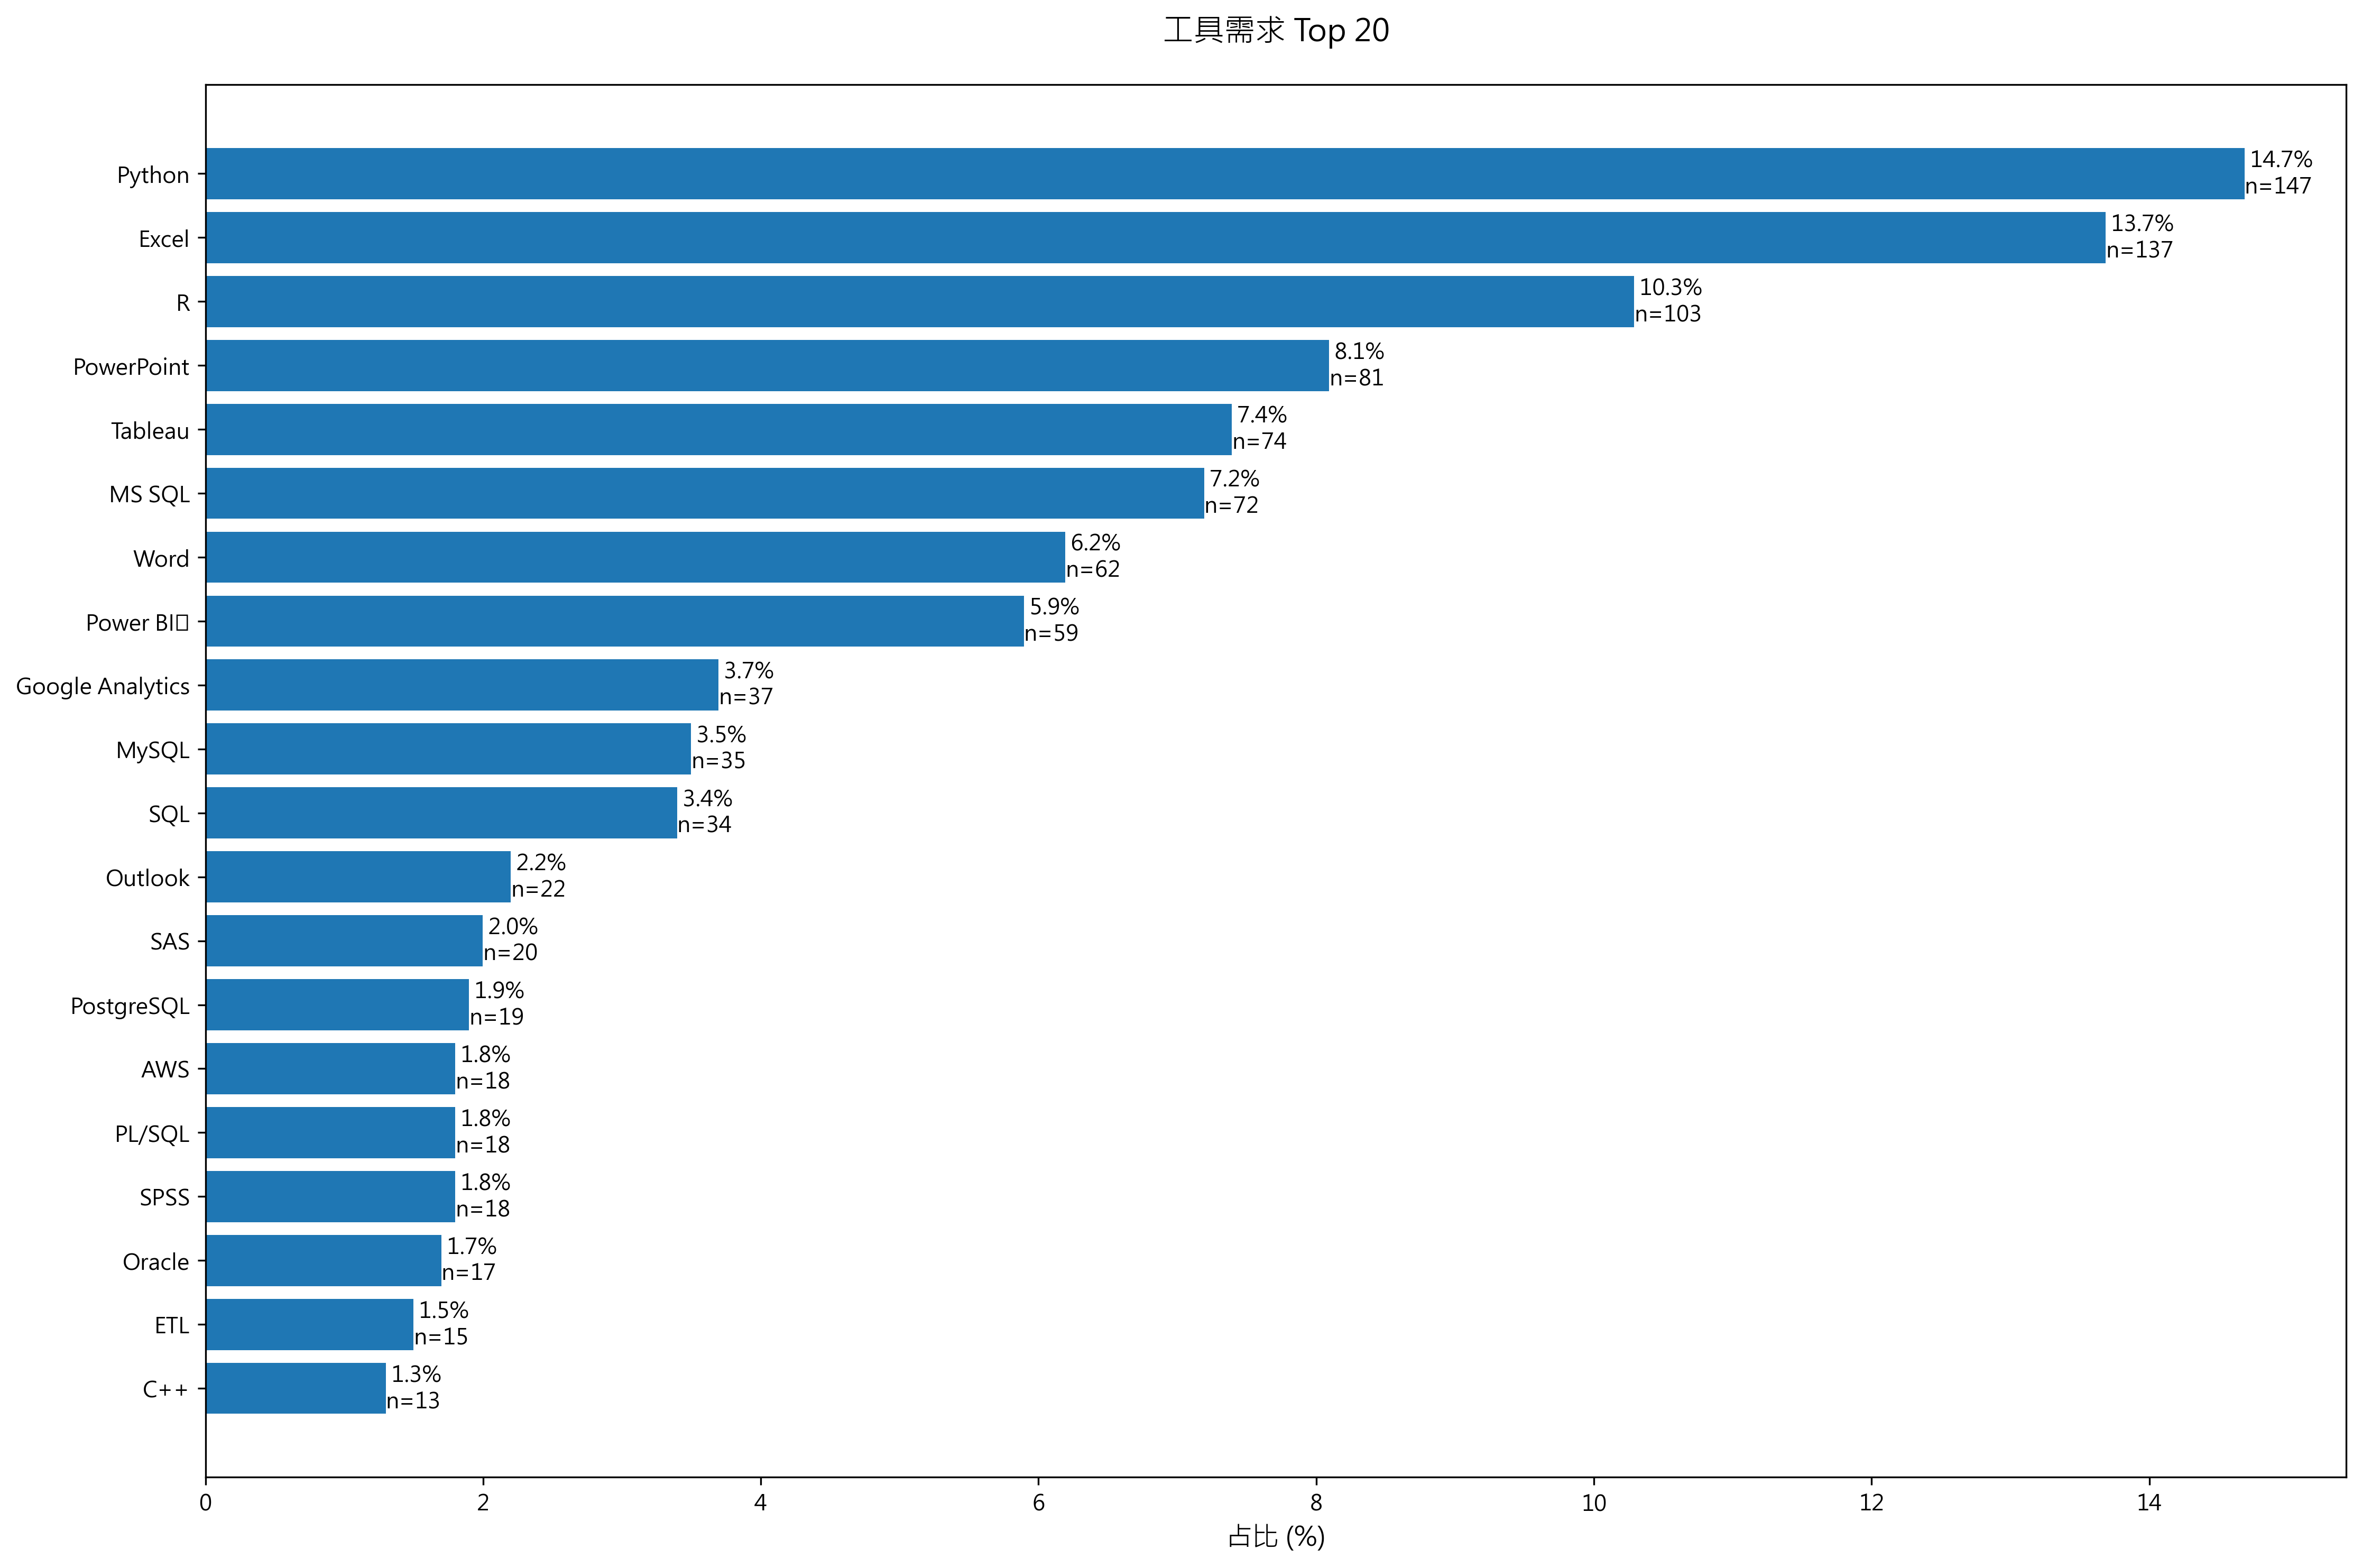 工具需求 Top 20
Python
14.7%
n=147
Excel
13.7%
n=137
R
10.3%
n=103
PowerPoint
8.1%
n=81
Tableau
7.4%
n=74
MS SQL
7.2%
n=72
Word
6.2%
n=62
Power BI□
5.9%
n=59
Google Analytics
3.7%
n=37
MySQL
3.5%
n=35
SQL
3.4%
n=34
Outlook
2.2%
n=22
SAS
2.0%
n=20
PostgreSQL
1.9%
n=19
AWS
1.8%
n=18
PL/SQL
1.8%
n=18
SPSS
1.8%
n=18
Oracle
1.7%
n=17
ETL
1.5%
n=15
C++
1.3%
n=13
0 2 4 6 8 10 12 14
占比 (%)